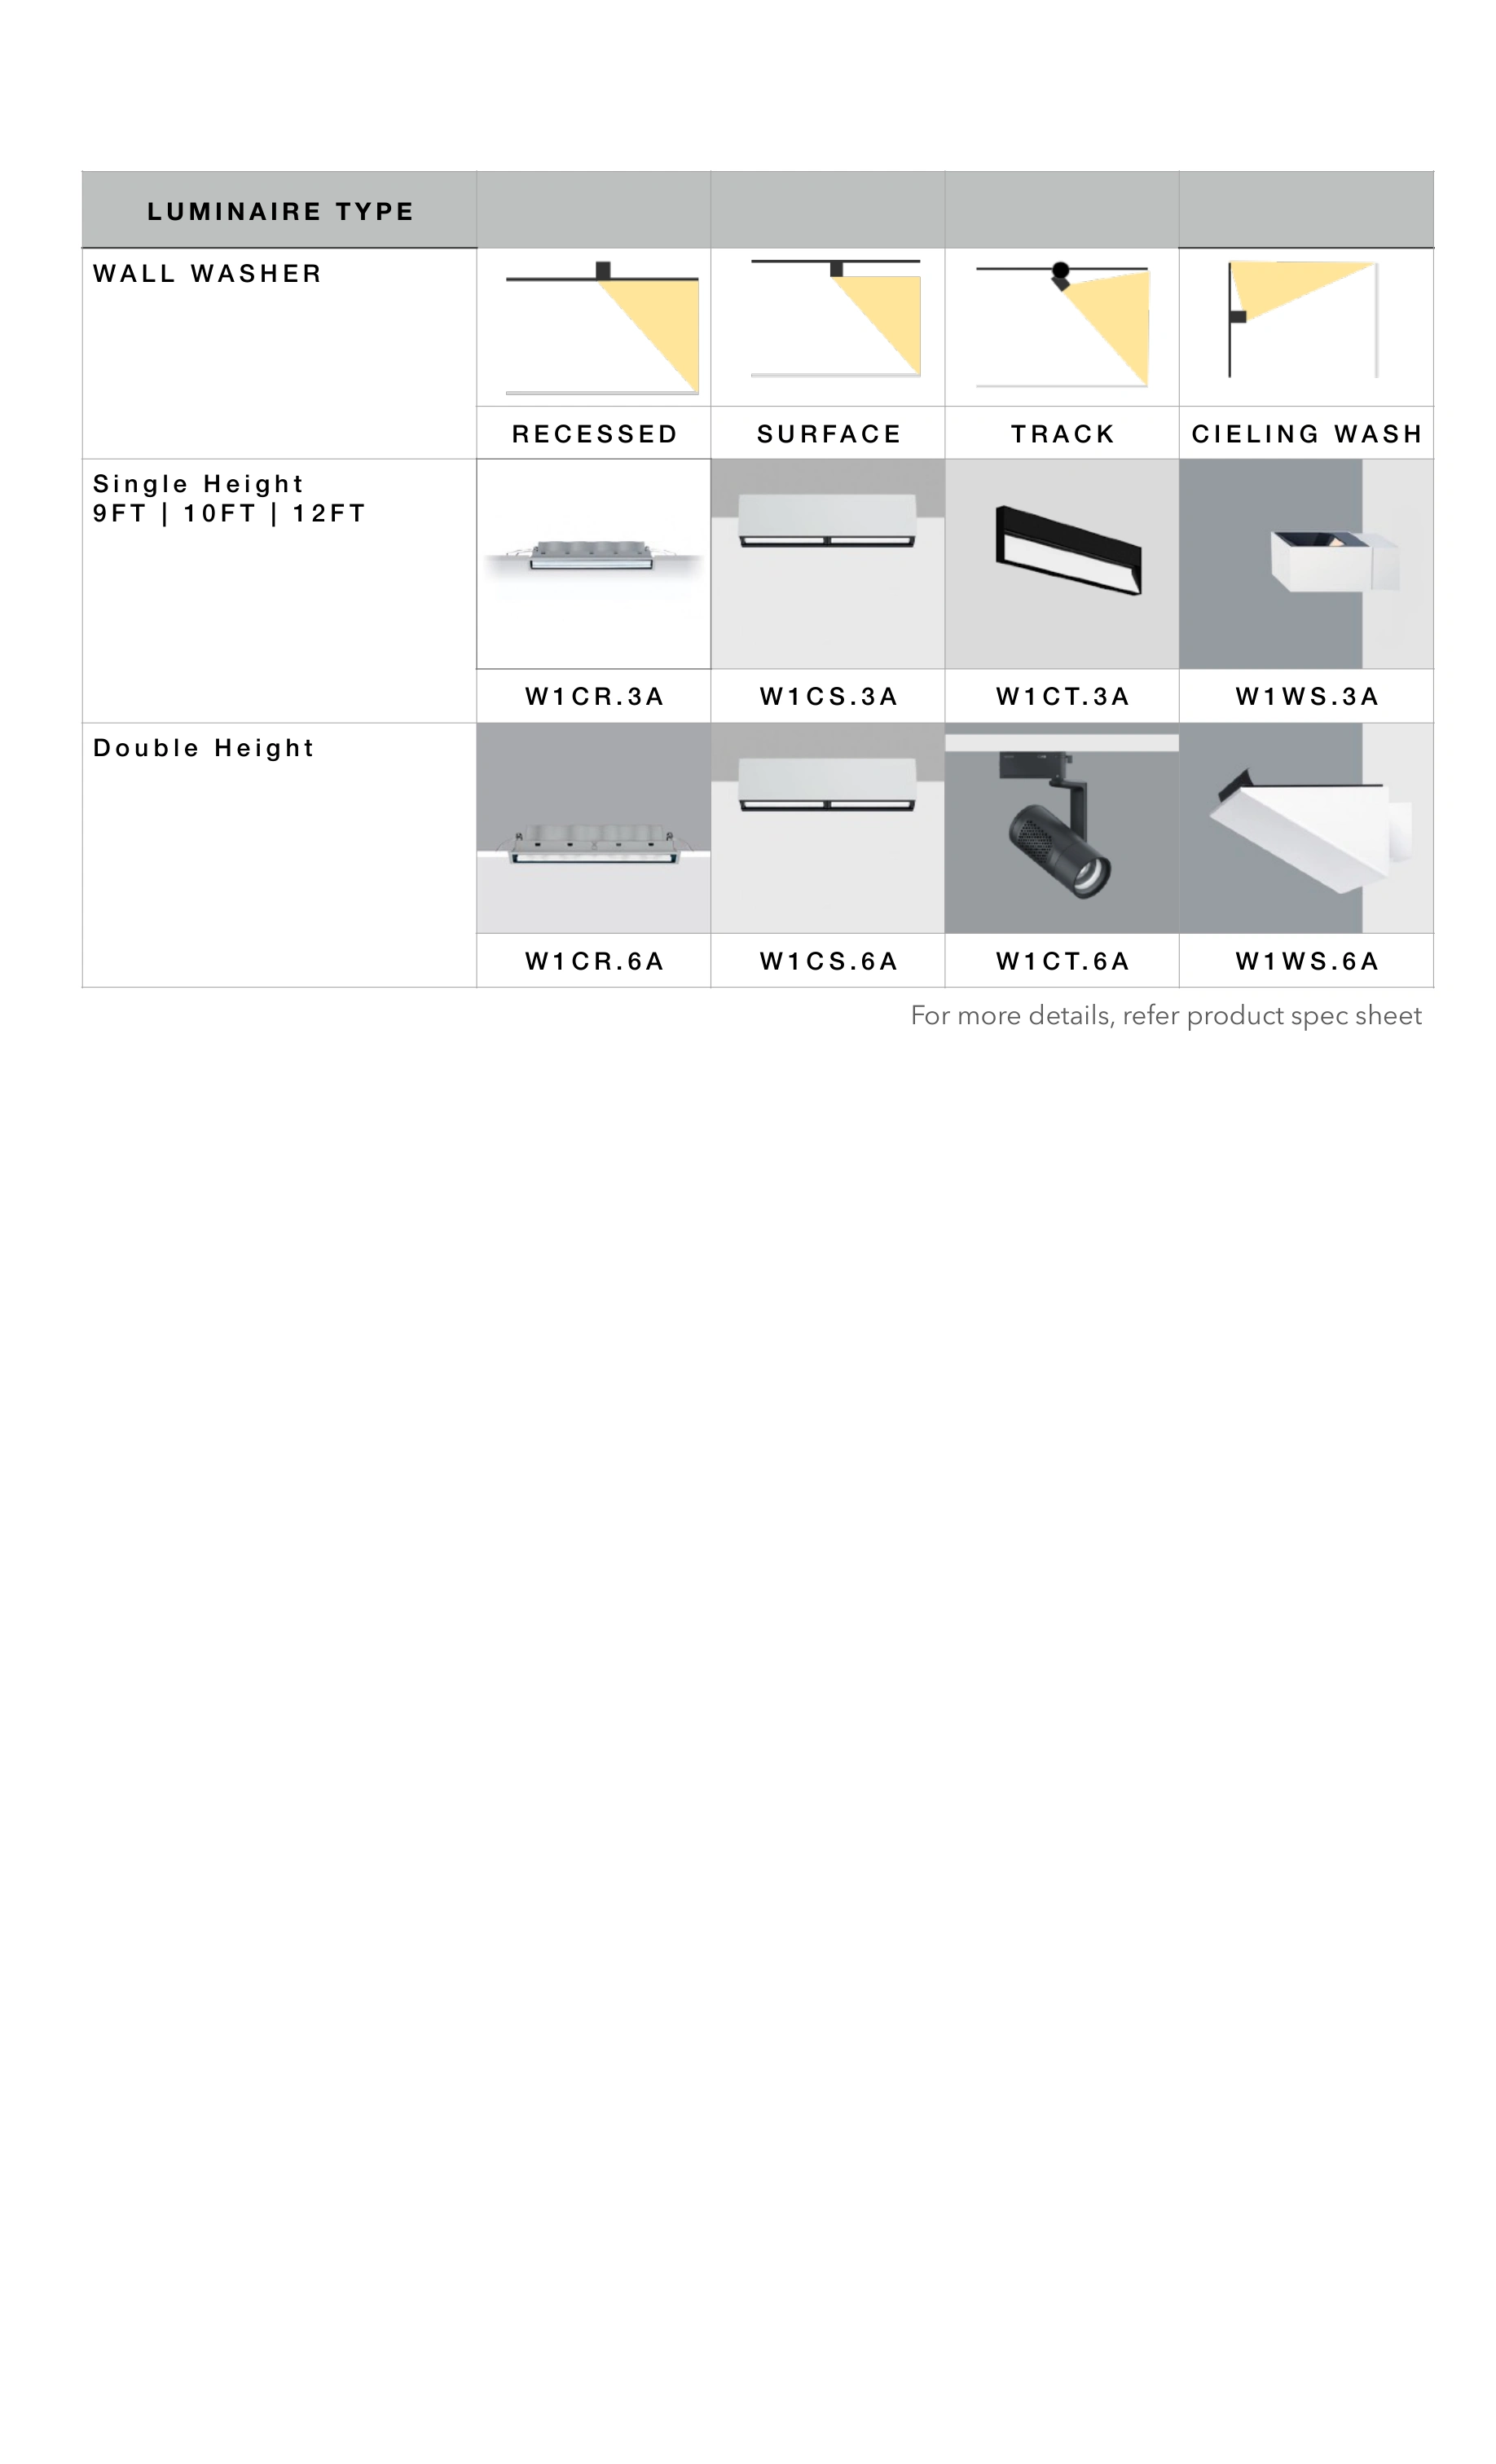 LUMINAIRE TYPE
WALL WASHER
RECESSED
SURFACE
TRACK
CIELING WASH
Single Height
9FT | 10FT | 12FT
W1CR.3A
W1CS.3A
W1CT.3A
W1WS.3A
Double Height
W1CR.6A
W1CS.6A
W1CT.6A
W1WS.6A
For more details, refer product spec sheet